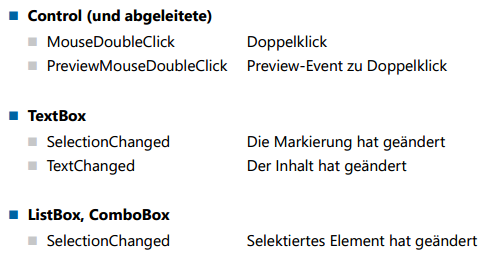 Control (und abgeleitete)
MouseDoubleClick Doppelklick
PreviewMouseDoubleClick Preview-Event zu Doppelklick
TextBox
SelectionChanged Die Markierung hat geändert
TextChanged Der Inhalt hat geändert
ListBox, ComboBox
SelectionChanged Selektiertes Element hat geändert